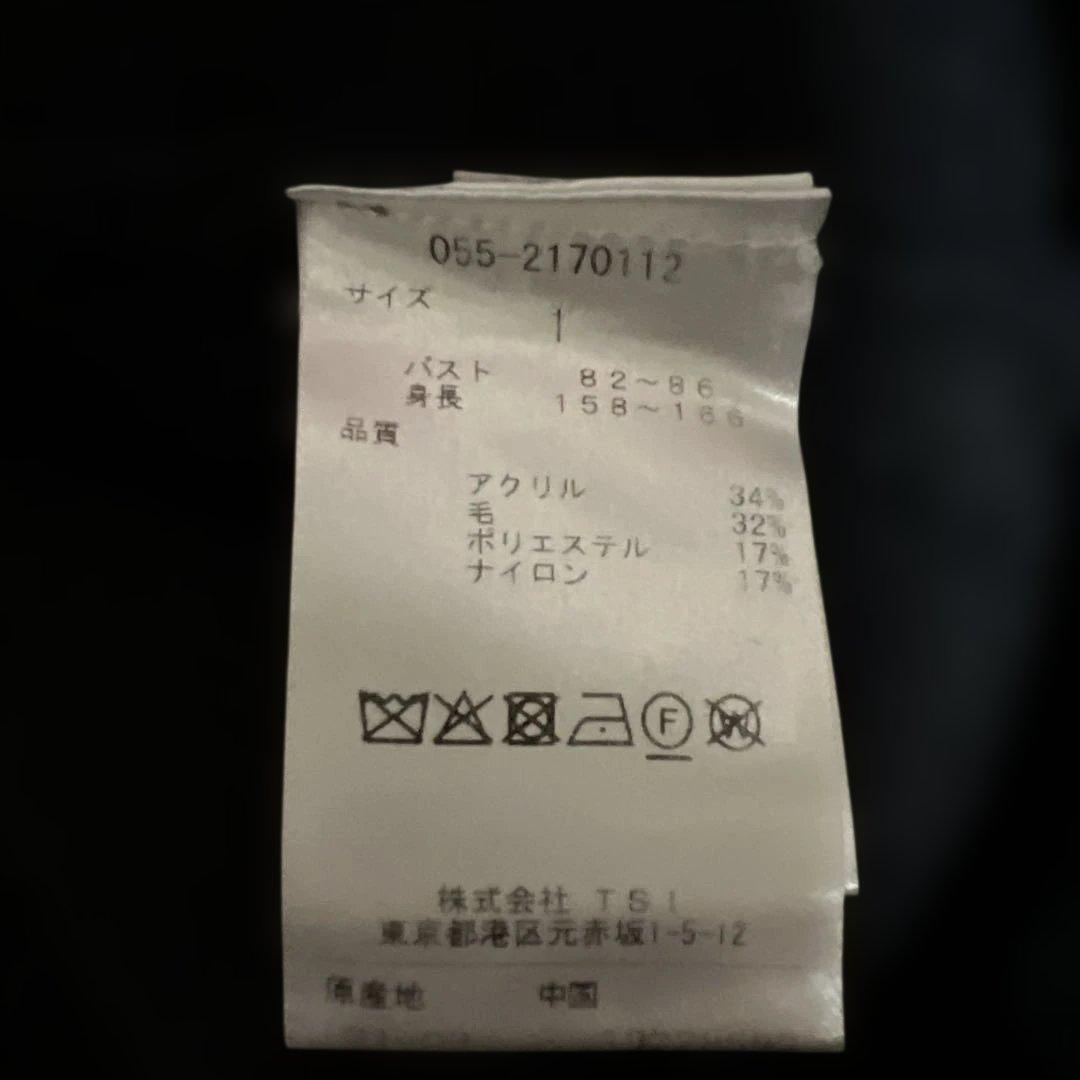 055-2170112
サイズ
1
バスト 82～86
身長 158～166
品質
アクリル 34%
毛 32%
ポリエステル 17%
ナイロン 17%
F
W
株式会社 TSI
東京都港区元赤坂1-5-12
原産地 中国